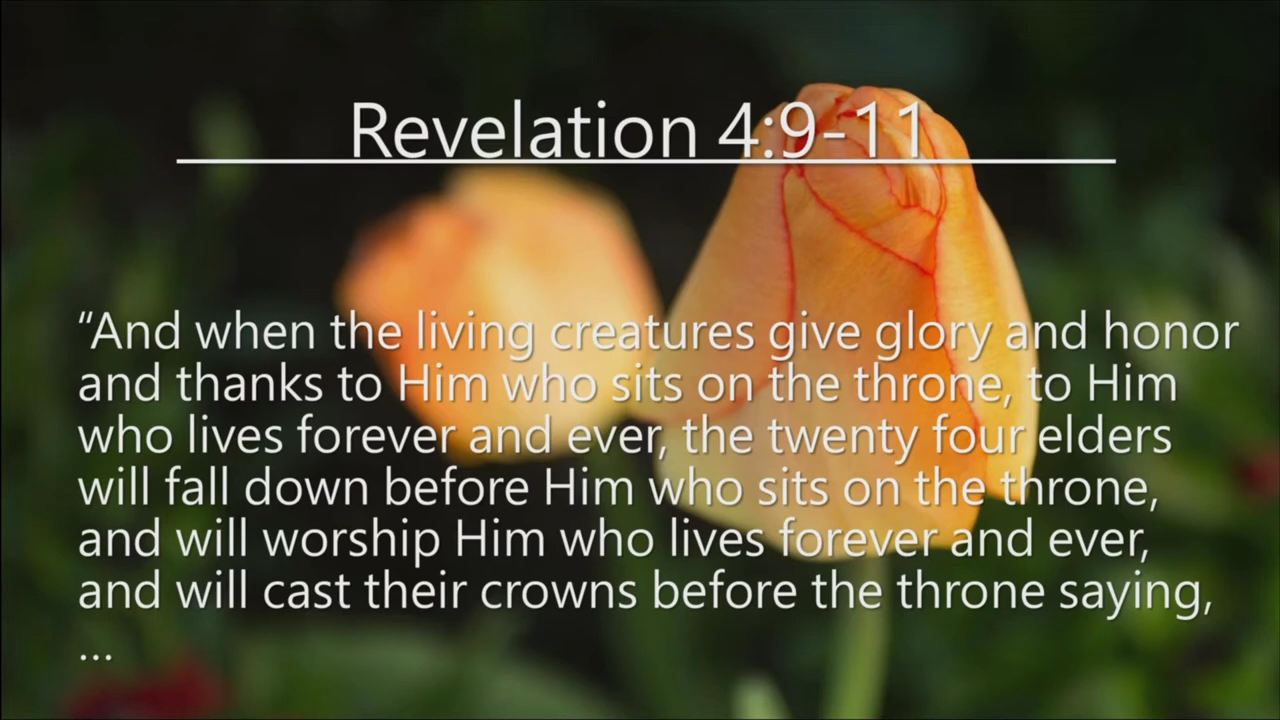 Revelation 4:9-11
“And when the living creatures give glory and honor
and thanks to Him who sits on the throne, to Him
who lives forever and ever, the twenty four elders
will fall down before Him who sits on the throne,
and will worship Him who lives forever and ever,
and will cast their crowns before the throne saying,
…